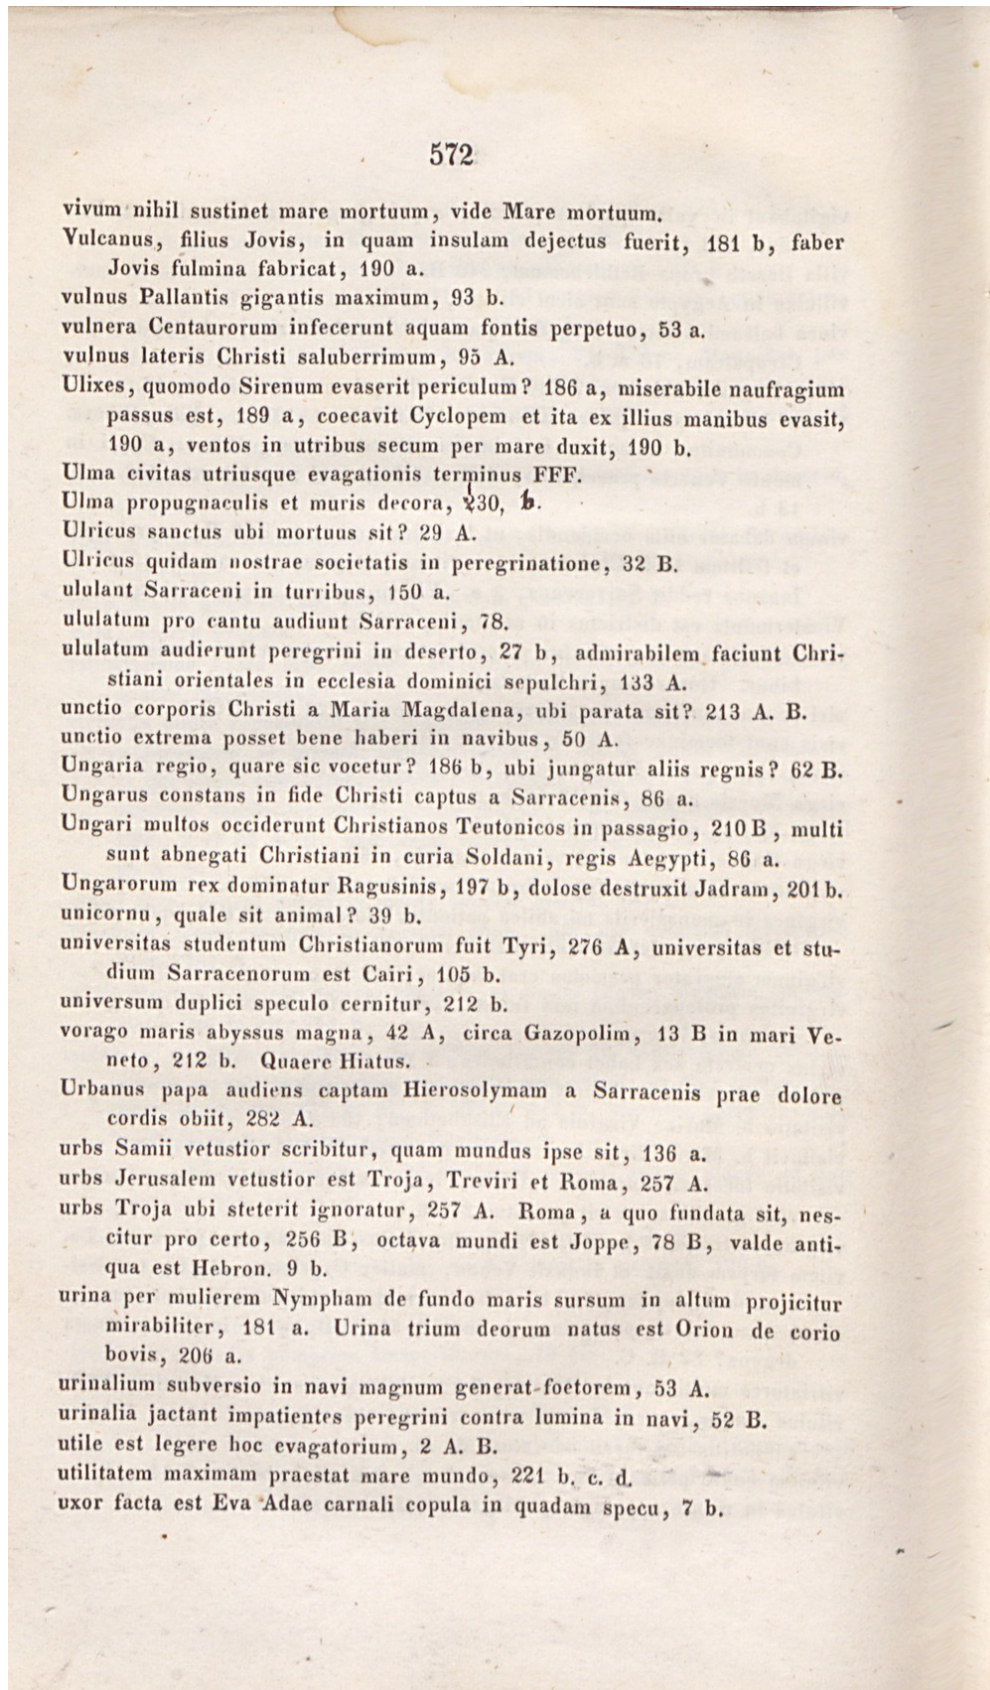 572
vivum nihil sustinet mare mortuum, vide Mare mortuum.
Vulcanus, filius Jovis, in quam insulam dejectus fuerit, 181 b, faber
Jovis fulmina fabricat, 190 a.
vulnus Pallantis gigantis maximum, 93 b.
vulnera Centaurorum infecerunt aquam fontis perpetuo, 53 a.
vulnus lateris Christi saluberrimum, 95 A.
Ulixes, quomodo Sirenum evaserit periculum? 186 a, miserabile naufragium
passus est, 189 a, coecavit Cyclopem et ita ex illius manibus evasit,
190 a, ventos in utribus secum per mare duxit, 190 b.
Ulma civitas utriusque evagationis terminus FFF.
Ulma propugnaculis et muris decora, 230, b.
Ulricus sanctus ubi mortuus sit? 29 A.
Ulricus quidam nostrae societatis in peregrinatione, 32 B.
ululant Sarraceni in turribus, 150 a.
ululatum pro cantu audiunt Sarraceni, 78.
ululatum audierunt peregrini in deserto, 27 b, admirabilem faciunt Chri-
stiani orientales in ecclesia dominici sepulchri, 133 A.
unctio corporis Christi a Maria Magdalena, ubi parata sit? 213 A. B.
unctio extrema posset bene haberi in navibus, 50 A.
Ungaria regio, quare sic vocetur? 186 b, ubi jungatur aliis regnis? 62 B.
Ungarus constans in fide Christi captus a Sarracenis, 86 a.
Ungari multos occiderunt Christianos Teutonicos in passagio, 210 B, multi
sunt abnegati Christiani in curia Soldani, regis Aegypti, 86 a.
Ungarorum rex dominatur Ragusinis, 197 b, dolose destruxit Jadram, 201 b.
unicornu, quale sit animal? 39 b.
universitas studentum Christianorum fuit Tyri, 276 A, universitas et stu-
dium Sarracenorum est Cairi, 105 b.
universum duplici speculo cernitur, 212 b.
vorago maris abyssus magna, 42 A, circa Gazopolim, 13 B in mari Ve-
neto, 212 b. Quaere Hiatus.
Urbanus papa audiens captam Hierosolymam a Sarracenis prae dolore
cordis obiit, 282 A.
urbs Samii vetustior scribitur, quam mundus ipse sit, 136 a.
urbs Jerusalem vetustior est Troja, Treviri et Roma, 257 A.
urbs Troja ubi steterit ignoratur, 257 A. Roma, a quo fundata sit, nes-
citur pro certo, 256 B, octava mundi est Joppe, 78 B, valde anti-
qua est Hebron. 9 b.
urina per mulierem Nympham de fundo maris sursum in altum projicitur
mirabiliter, 181 a. Urina trium deorum natus est Orion de corio
bovis, 206 a.
urinalium subversio in navi magnum generat foetorem, 53 A.
urinalia jactant impatientes peregrini contra lumina in navi, 52 B.
utile est legere hoc evagatorium, 2 A. B.
utilitatem maximam praestat mare mundo, 221 b. c. d.
uxor facta est Eva Adae carnali copula in quadam specu, 7 b.